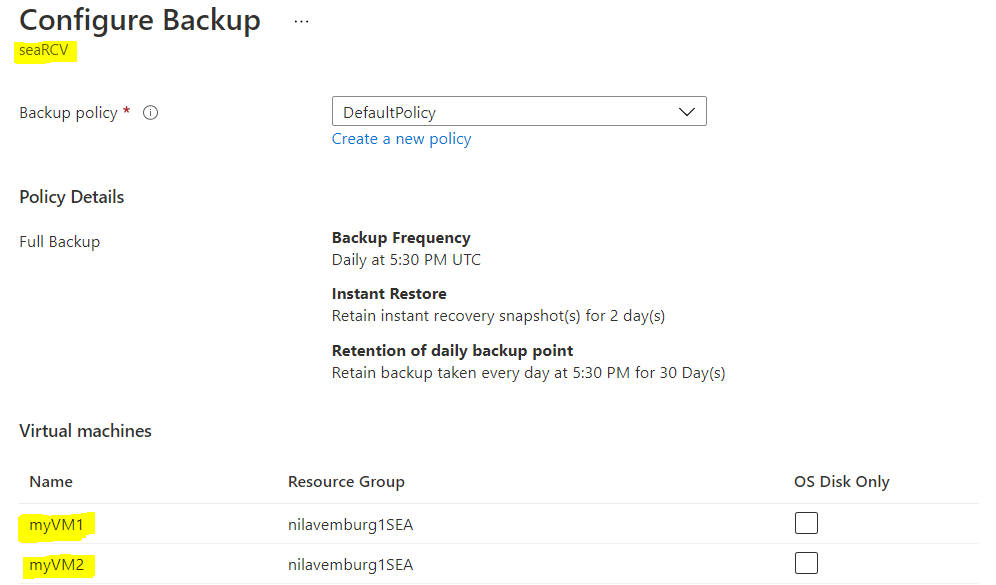 Configure Backup ...
seaRCV
Backup policy * DefaultPolicy
Create a new policy
Policy Details
Full Backup
Backup Frequency
Daily at 5:30 PM UTC
Instant Restore
Retain instant recovery snapshot(s) for 2 day(s)
Retention of daily backup point
Retain backup taken every day at 5:30 PM for 30 Day(s)
Virtual machines
Name Resource Group OS Disk Only
myVM1 nilavemburg1SEA
myVM2 nilavemburg1SEA